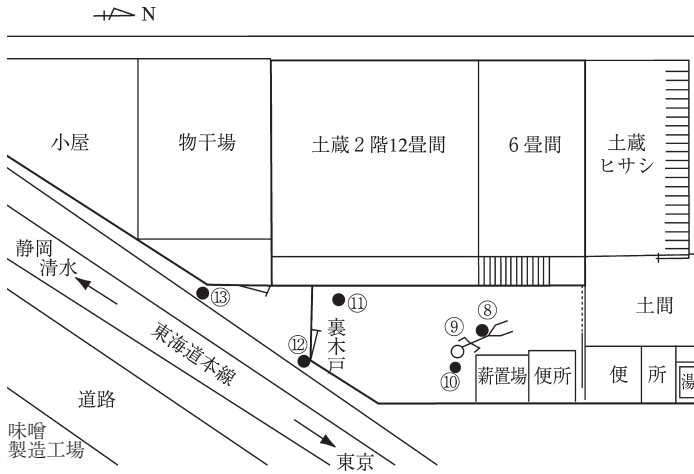 N
小屋
物干場
土蔵2階12畳間
6畳間
土蔵
ヒサシ
静岡
清水
⑬
⑪
⑧
⑨
⑩
⑫
裏木戸
土間
東海道本線
薪置場
便所
便
所
湯
道路
味噌
製造工場
東京